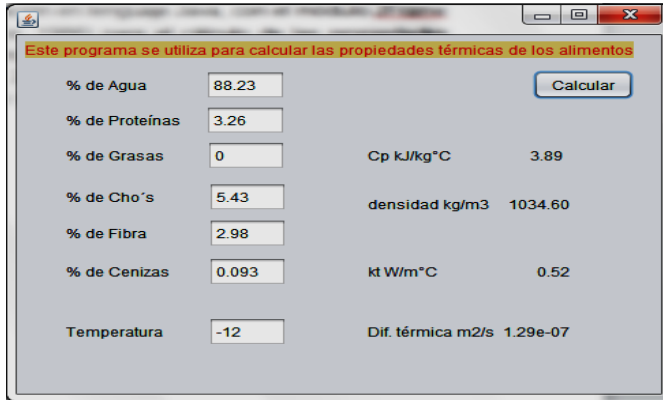 Este programa se utiliza para calcular las propiedades térmicas de los alimentos
% de Agua 88.23 Calcular
% de Proteínas 3.26
% de Grasas 0 Cp kJ/kg°C 3.89
% de Cho´s 5.43 densidad kg/m3 1034.60
% de Fibra 2.98
% de Cenizas 0.093 kt W/m°C 0.52
Temperatura -12 Dif. térmica m2/s 1.29e-07